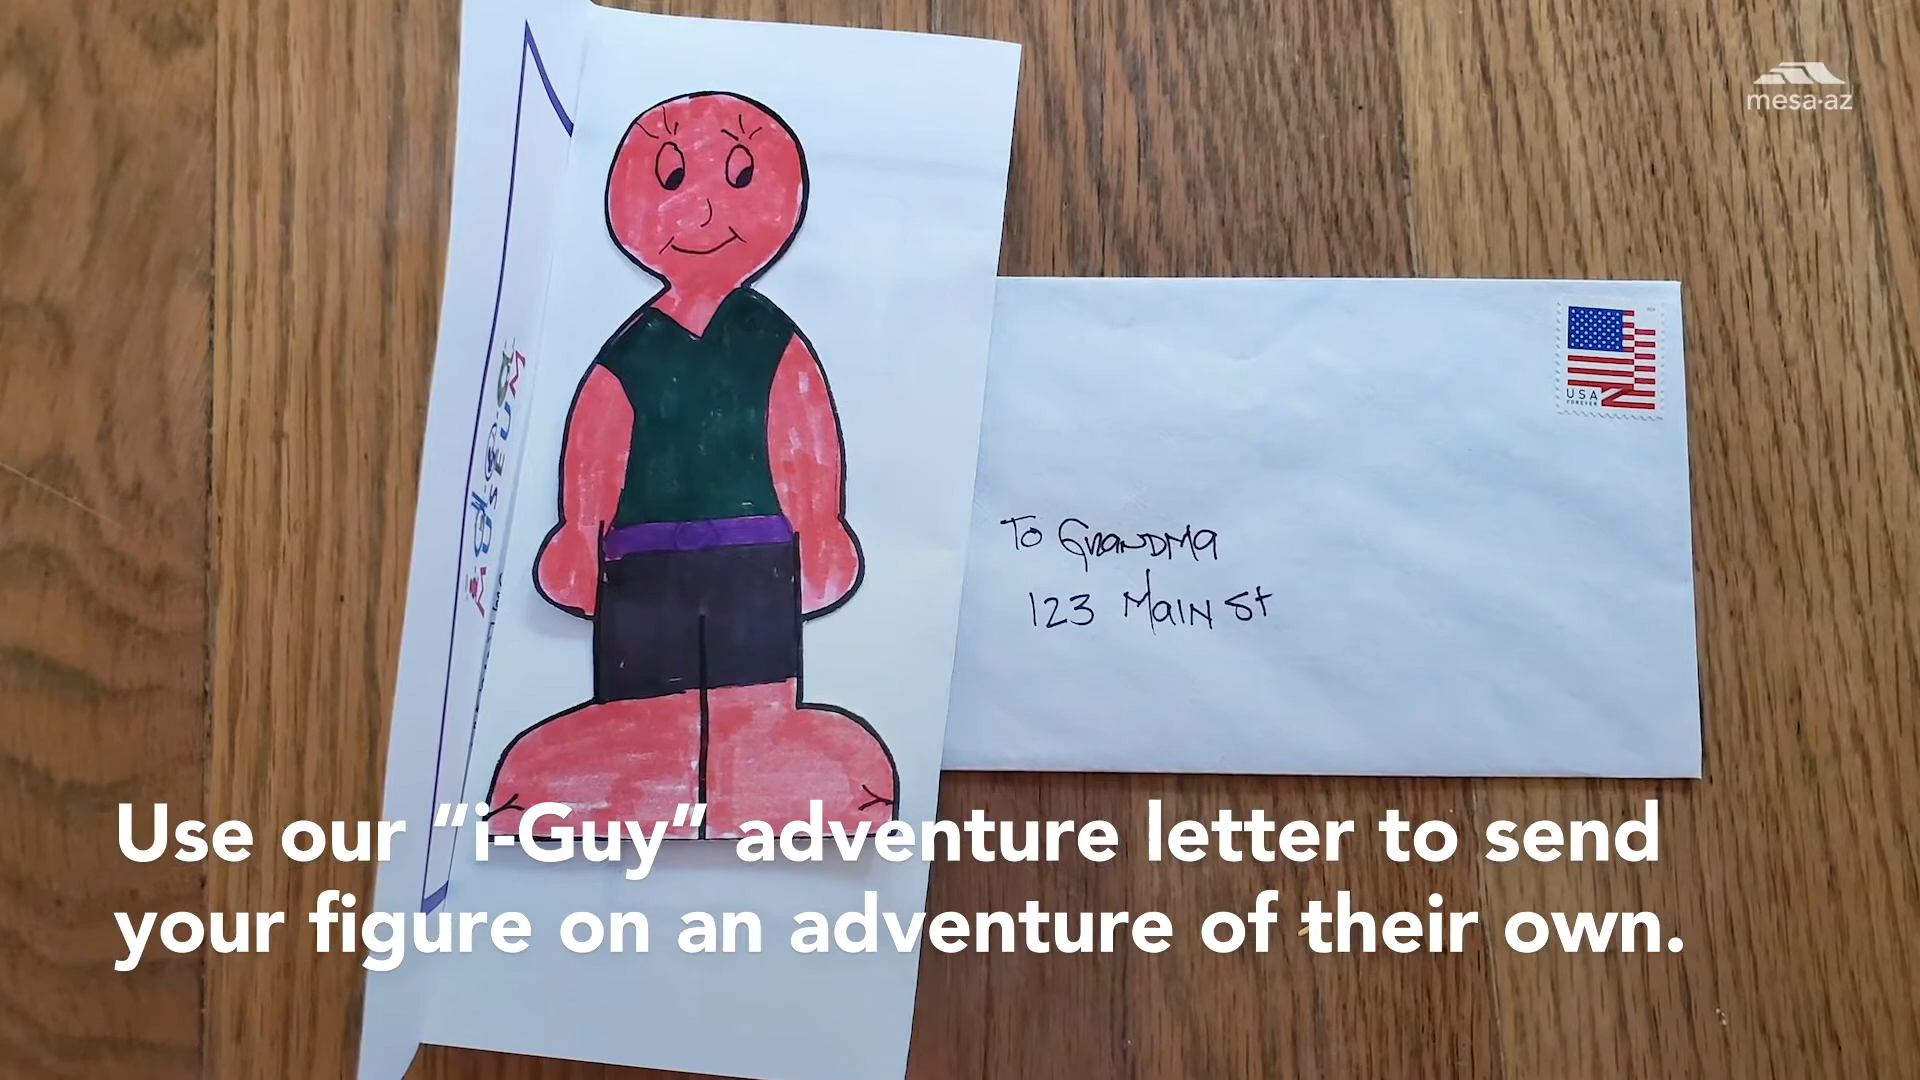 mesa·az
USA
FOREVER
To GRANDMA
123 MAIN St
Use our “i-Guy” adventure letter to send
your figure on an adventure of their own.